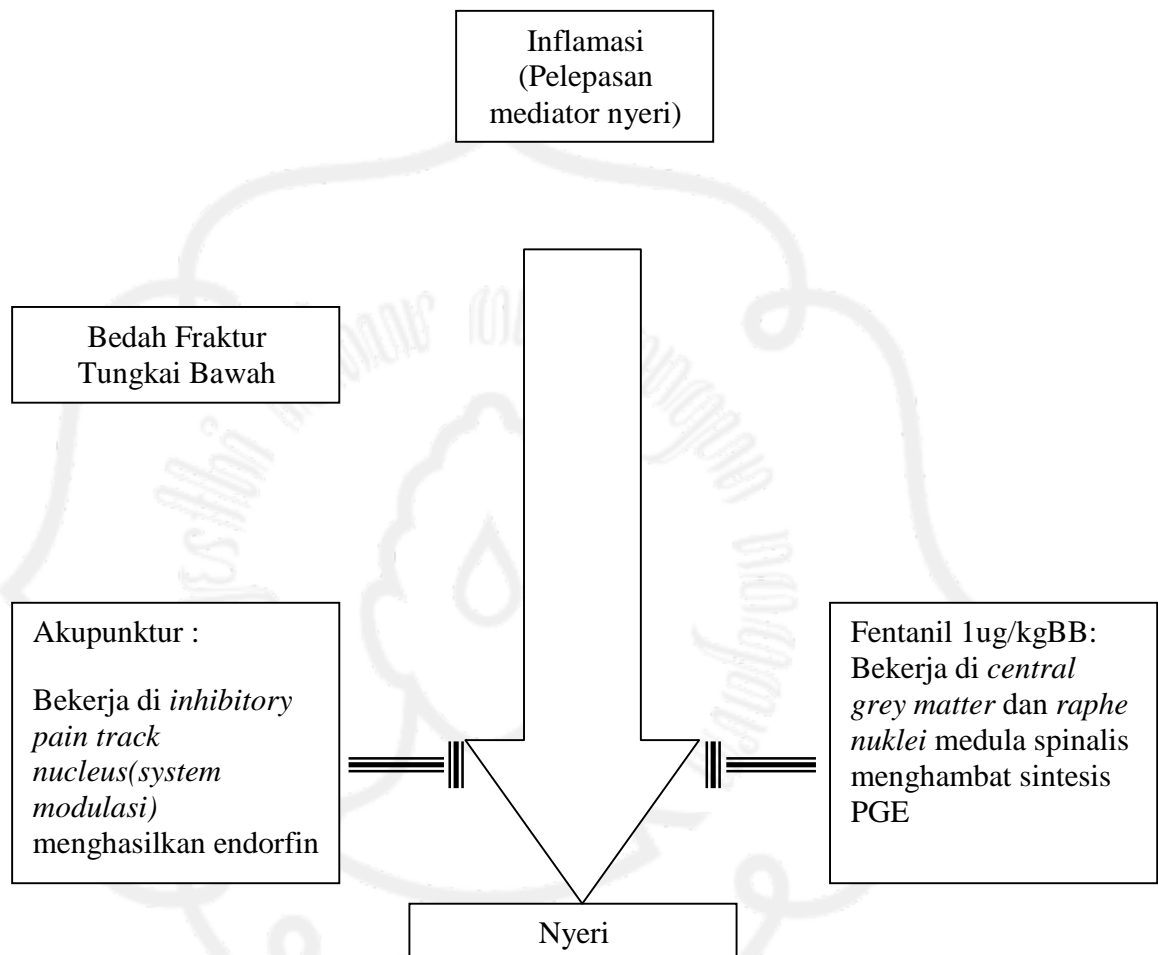 Inflamasi
(Pelepasan
mediator nyeri)
Bedah Fraktur
Tungkai Bawah
Akupunktur :
Bekerja di inhibitory
pain track
nucleus(system
modulasi)
menghasilkan endorfin
Fentanil 1ug/kgBB:
Bekerja di central
grey matter dan raphe
nuklei medula spinalis
menghambat sintesis
PGE
Nyeri